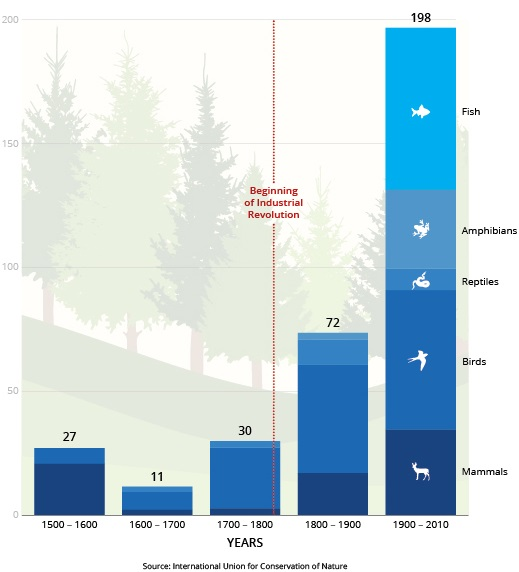 200
198
Fish
150
Beginning
of Industrial
Revolution
Amphibians
100
Reptiles
72
Birds
50
30
27
11
Mammals
0
1500 – 1600
1600 – 1700
1700 – 1800
1800 – 1900
1900 – 2010
YEARS
Source: International Union for Conservation of Nature